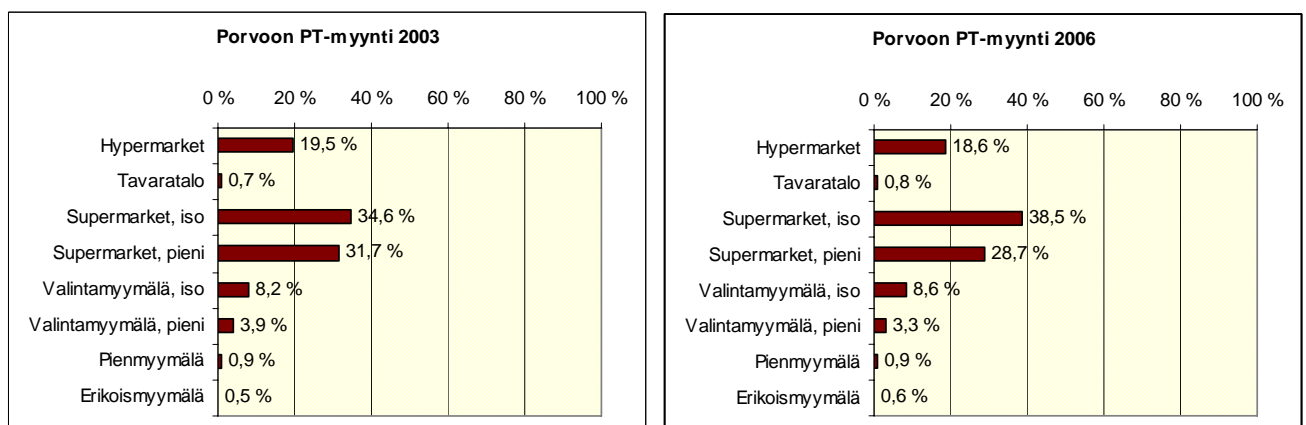 Porvoon PT-myynti 2003
0 % 20 % 40 % 60 % 80 % 100 %
Hypermarket 19,5 %
Tavaratalo 0,7 %
Supermarket, iso 34,6 %
Supermarket, pieni 31,7 %
Valintamyymälä, iso 8,2 %
Valintamyymälä, pieni 3,9 %
Pienmyymälä 0,9 %
Erikoismyymälä 0,5 %
Porvoon PT-myynti 2006
0 % 20 % 40 % 60 % 80 % 100 %
Hypermarket 18,6 %
Tavaratalo 0,8 %
Supermarket, iso 38,5 %
Supermarket, pieni 28,7 %
Valintamyymälä, iso 8,6 %
Valintamyymälä, pieni 3,3 %
Pienmyymälä 0,9 %
Erikoismyymälä 0,6 %